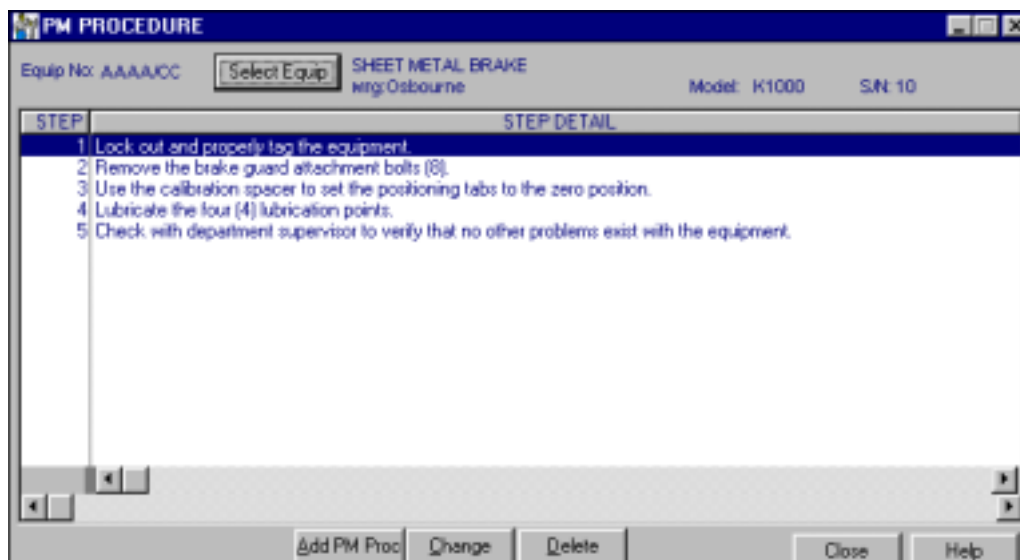 PM PROCEDURE
Equip No: AAAA/CC Select Equip SHEET METAL BRAKE
Osbourne Model: K1000 S/N: 10
STEP STEP DETAIL
1 Lock out and properly tag the equipment.
2 Remove the brake guard attachment bolts (8).
3 Use the calibration spacer to set the positioning tabs to the zero position.
4 Lubricate the four (4) lubrication points.
5 Check with department supervisor to verify that no other problems exist with the equipment.
Add PM Proc Change Delete Close Help